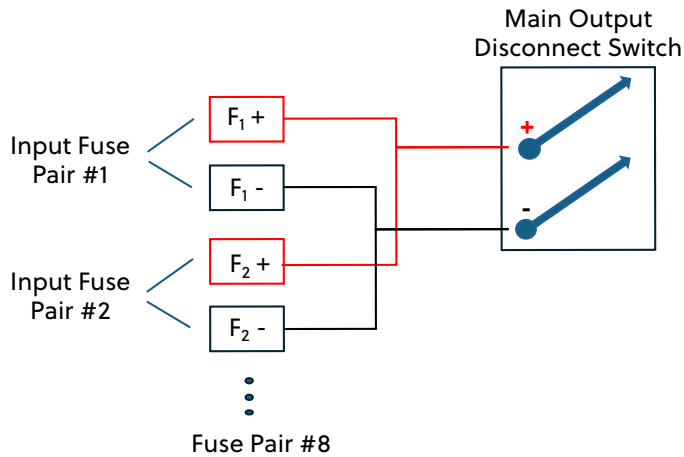 Main Output
Disconnect Switch
F₁ +
Input Fuse
Pair #1
F₁ -
+
-
F₂ +
Input Fuse
Pair #2
F₂ -
Fuse Pair #8